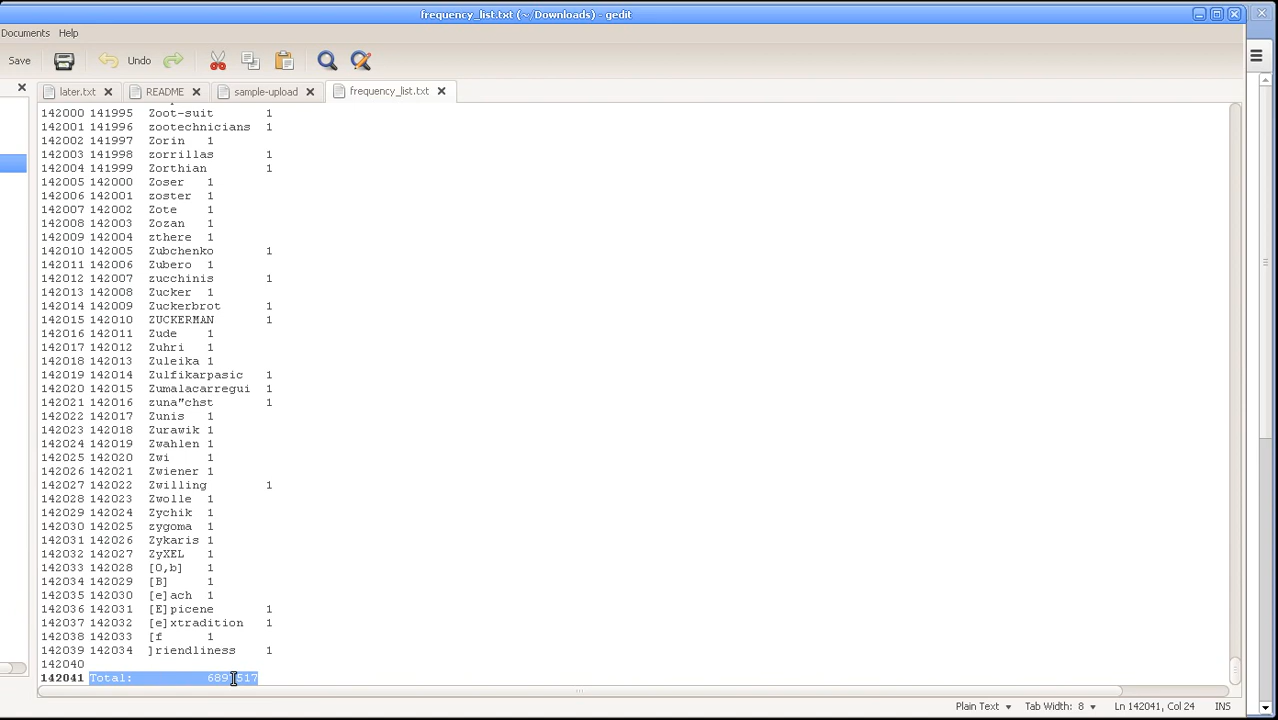 frequency_list.txt (~/Downloads) - gedit
Documents Help
Save Undo
later.txt README sample-upload frequency_list.txt
142000 141995 Zoot-suit 1
142001 141996 zootechnicians 1
142002 141997 Zorin 1
142003 141998 zorrillas 1
142004 141999 Zorthian 1
142005 142000 Zoser 1
142006 142001 zoster 1
142007 142002 Zote 1
142008 142003 Zozan 1
142009 142004 zthere 1
142010 142005 Zubchenko 1
142011 142006 Zubero 1
142012 142007 zucchinis 1
142013 142008 Zucker 1
142014 142009 Zuckerbrot 1
142015 142010 ZUCKERMAN 1
142016 142011 Zude 1
142017 142012 Zuhri 1
142018 142013 Zuleika 1
142019 142014 Zulfikarpasic 1
142020 142015 Zumalacarregui 1
142021 142016 zuna"chst 1
142022 142017 Zunis 1
142023 142018 Zurawik 1
142024 142019 Zwahlen 1
142025 142020 Zwi 1
142026 142021 Zwiener 1
142027 142022 Zwilling 1
142028 142023 Zwolle 1
142029 142024 Zychik 1
142030 142025 zygoma 1
142031 142026 Zykaris 1
142032 142027 ZyXEL 1
142033 142028 [O,b] 1
142034 142029 [B] 1
142035 142030 [e]ach 1
142036 142031 [E]picene 1
142037 142032 [e]xtradition 1
142038 142033 [f 1
142039 142034 ]riendliness 1
142040
142041 Total:
Plain Text Tab Width: 8 Ln 142041, Col 24 INS